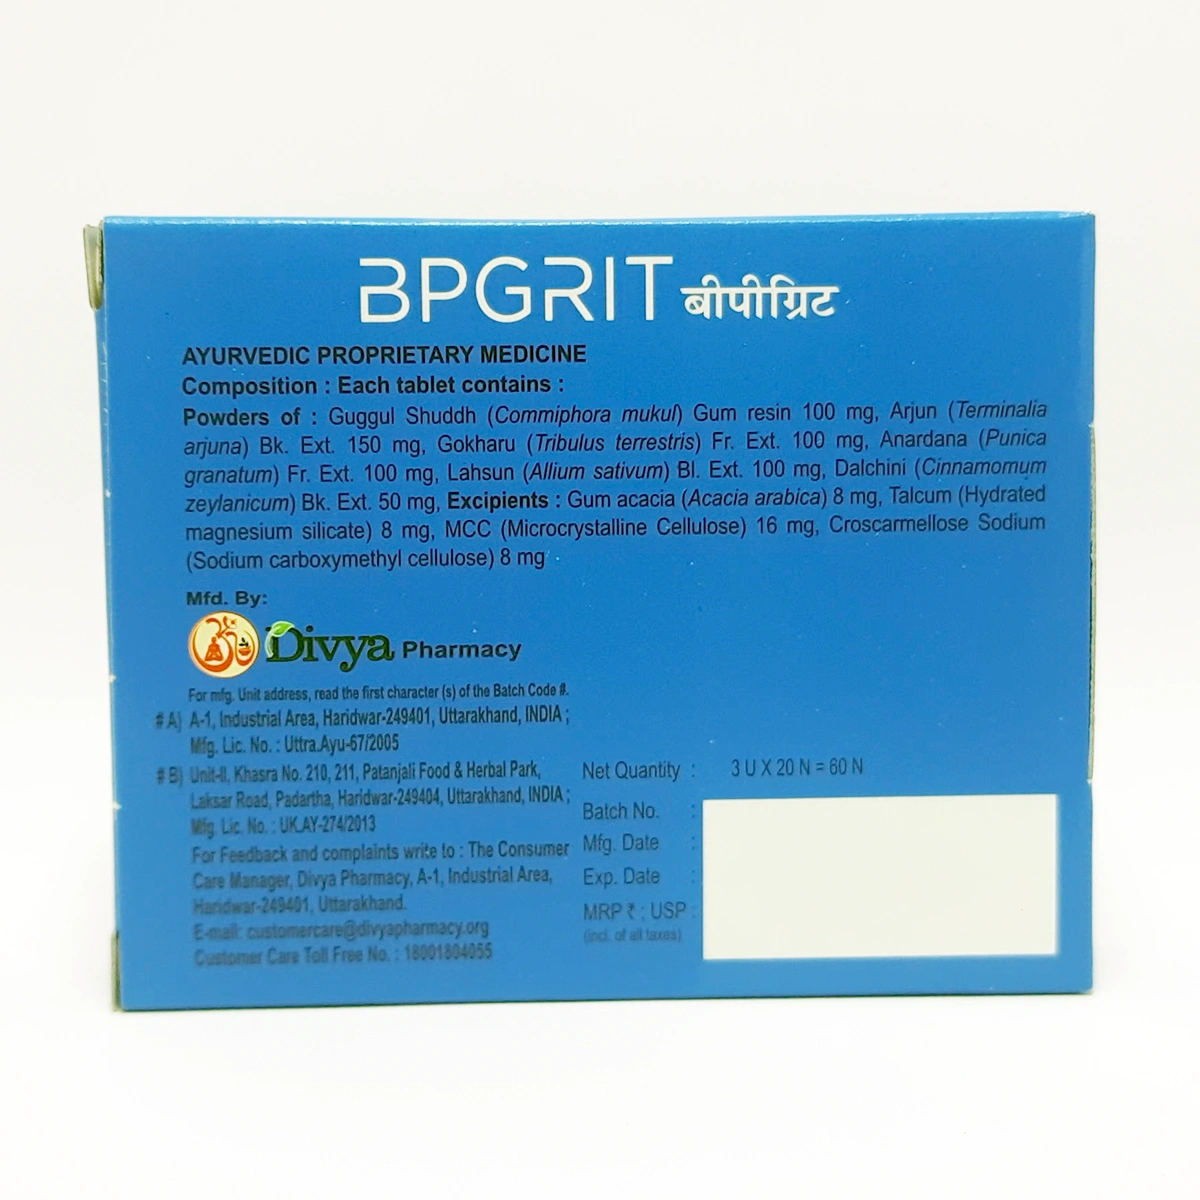 BPGRIT बीपीग्रिट
AYURVEDIC PROPRIETARY MEDICINE
Composition : Each tablet contains :
Powders of : Guggul Shuddh (Commiphora mukul) Gum resin 100 mg, Arjun (Terminalia
arjuna) Bk. Ext. 150 mg, Gokharu (Tribulus terrestris) Fr. Ext. 100 mg, Anardana (Punica
granatum) Fr. Ext. 100 mg, Lahsun (Allium sativum) Bl. Ext. 100 mg, Dalchini (Cinnamomum
zeylanicum) Bk. Ext. 50 mg, Excipients : Gum acacia (Acacia arabica) 8 mg, Talcum (Hydrated
magnesium silicate) 8 mg, MCC (Microcrystalline Cellulose) 16 mg, Croscarmellose Sodium
(Sodium carboxymethyl cellulose) 8 mg
Mfd. By:
Divya Pharmacy
For mfg. Unit address, read the first character (s) of the Batch Code #.
# A) A-1, Industrial Area, Haridwar-249401, Uttarakhand, INDIA ;
Mfg. Lic. No. : Uttra.Ayu-67/2005
# B) Unit-II, Khasra No. 210, 211, Patanjali Food & Herbal Park,
Laksar Road, Padartha, Haridwar-249404, Uttarakhand, INDIA ;
Mfg. Lic. No. : UK.AY-274/2013
For Feedback and complaints write to : The Consumer
Care Manager, Divya Pharmacy, A-1, Industrial Area,
Haridwar-249401, Uttarakhand.
E-mail: customercare@divyapharmacy.org
Customer Care Toll Free No. : 18001804055
Net Quantity : 3 U X 20 N = 60 N
Batch No. :
Mfg. Date :
Exp. Date :
MRP ₹ ; USP :
(incl. of all taxes)